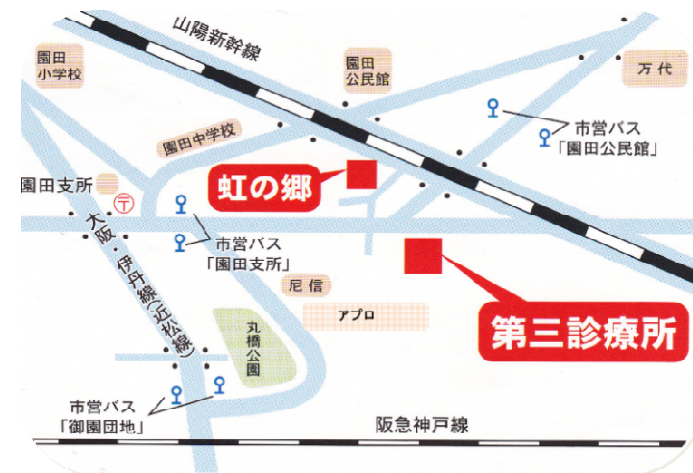 山陽新幹線
園田
小学校
園田
公民館
万代
園田中学校
市営バス
「園田公民館」
虹の郷
園田支所
〒
市営バス
「園田支所」
大阪・伊丹線(近松線)
尼信
アプロ
第三診療所
丸橋公園
市営バス
「御園団地」
阪急神戸線